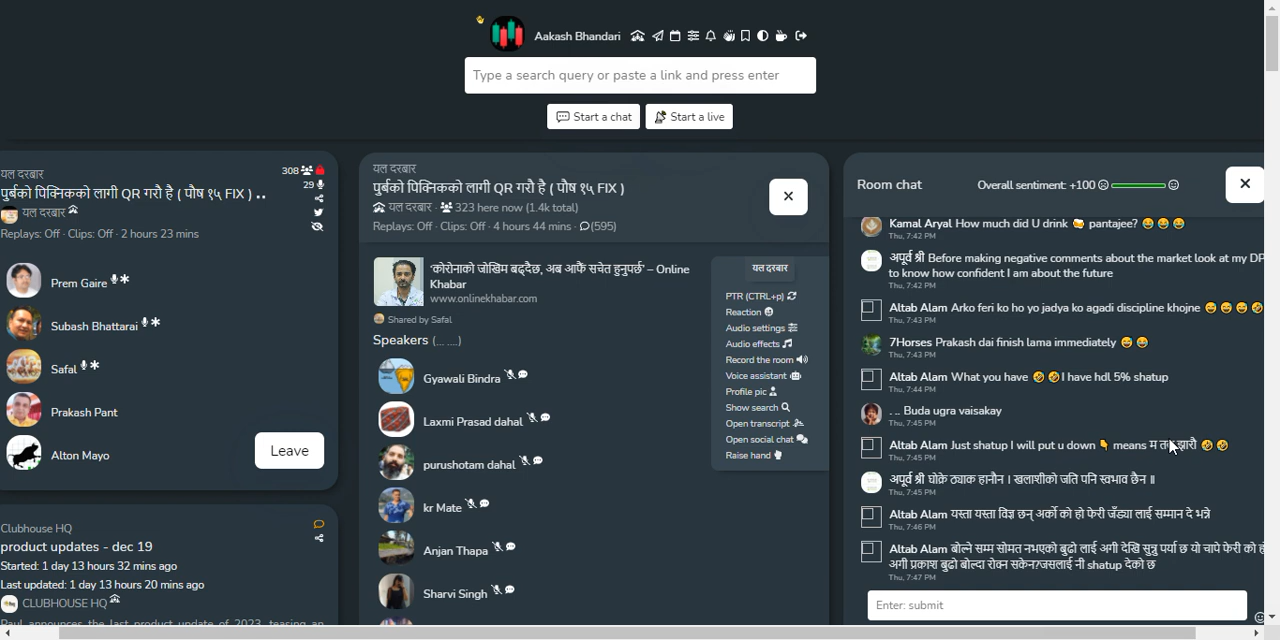 Aakash Bhandari
Type a search query or paste a link and press enter
Start a chat
Start a live
यल दरबार
308
पुर्बको पिक्निकको लागी QR गरौ है ( पौष १५ FIX ) ..
29
यल दरबार
Replays: Off · Clips: Off · 2 hours 23 mins
Prem Gaire
Subash Bhattarai
Safal
Prakash Pant
Alton Mayo
Leave
Clubhouse HQ
product updates - dec 19
Started: 1 day 13 hours 32 mins ago
Last updated: 1 day 13 hours 20 mins ago
CLUBHOUSE HQ
Paul announces the last product update of 2023, teasing an
यल दरबार
पुर्बको पिक्निकको लागी QR गरौ है ( पौष १५ FIX )
यल दरबार · 323 here now (1.4k total)
Replays: Off · Clips: Off · 4 hours 44 mins · (595)
'कोरोनाको जोखिम बढ्दैछ, अब आफैं सचेत हुनुपर्छ' – Online
Khabar
www.onlinekhabar.com
Shared by Safal
Speakers (... ....)
Gyawali Bindra
Laxmi Prasad dahal
purushotam dahal
kr Mate
Anjan Thapa
Sharvi Singh
यल दरबार
PTR (CTRL+p)
Reaction
Audio settings
Audio effects
Record the room
Voice assistant
Profile pic
Show search
Open transcript
Open social chat
Raise hand
Room chat
Overall sentiment: +100
Kamal Aryal How much did U drink 🍻 pantajee? 😂 😂 😂
Thu, 7:42 PM
अपूर्व श्री Before making negative comments about the market look at my DP
to know how confident I am about the future
Thu, 7:42 PM
Altab Alam Arko feri ko ho yo jadya ko agadi discipline khojne 😅 😅 😅 🤣
Thu, 7:43 PM
7Horses Prakash dai finish lama immediately 😅 😂
Thu, 7:43 PM
Altab Alam What you have 🤣 🤣 I have hdl 5% shatup
Thu, 7:44 PM
. .. Buda ugra vaisakay
Thu, 7:45 PM
Altab Alam Just shatup I will put u down 👇 means म 🤣 🤣
Thu, 7:45 PM
अपूर्व श्री घोक्रे ठ्याक हानौन । खलाशीको जति पनि स्वभाव छैन ॥
Thu, 7:45 PM
Altab Alam यस्ता यस्ता विज्ञ छन् अर्को को हो फेरी जँड्या लाई सम्मान दे भन्ने
Thu, 7:46 PM
Altab Alam बोल्ने सम्म सोमत नभएको बुढो लाई अगी देखि सुन्नु पर्या छ यो चापे फेरी को
अगी प्रकाश बुढो बोल्दा रोक्न सकेन?जसलाई नी shatup देको छ
Thu, 7:47 PM
Enter: submit